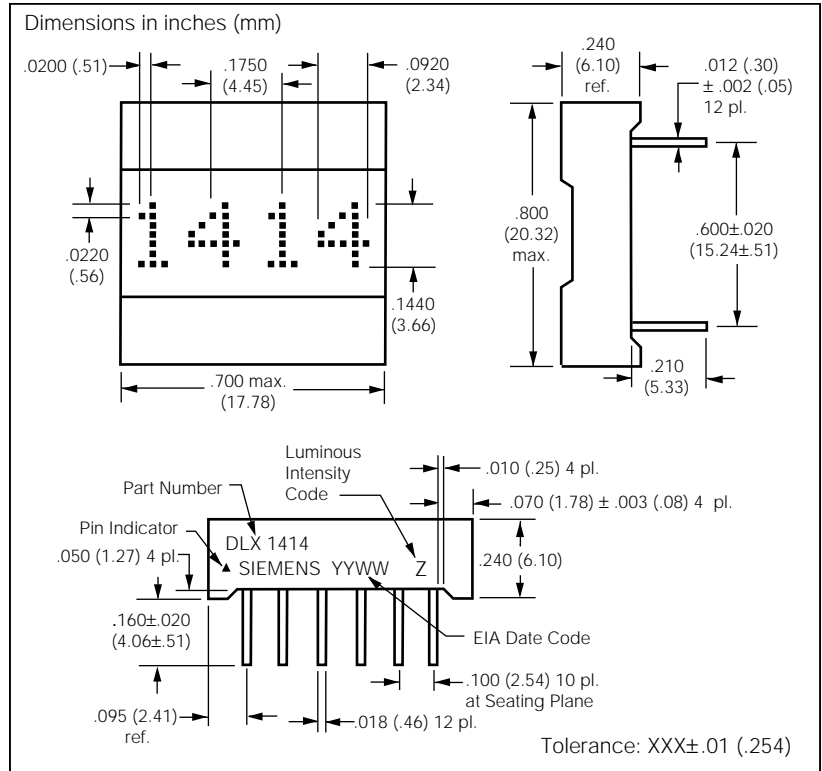 Dimensions in inches (mm)
.0200 (.51)
.1750
(4.45)
.0920
(2.34)
.240
(6.10)
ref.
.012 (.30)
± .002 (.05)
12 pl.
1414
.0220
(.56)
.1440
(3.66)
.800
(20.32)
max.
.600±.020
(15.24±.51)
.700 max.
(17.78)
.210
(5.33)
Luminous
Intensity
Code
.010 (.25) 4 pl.
Part Number
.070 (1.78) ± .003 (.08) 4 pl.
Pin Indicator
DLX 1414
.050 (1.27) 4 pl.
SIEMENS YYWW Z
.240 (6.10)
.160±.020
(4.06±.51)
EIA Date Code
.100 (2.54) 10 pl.
at Seating Plane
.095 (2.41)
ref.
.018 (.46) 12 pl.
Tolerance: XXX±.01 (.254)